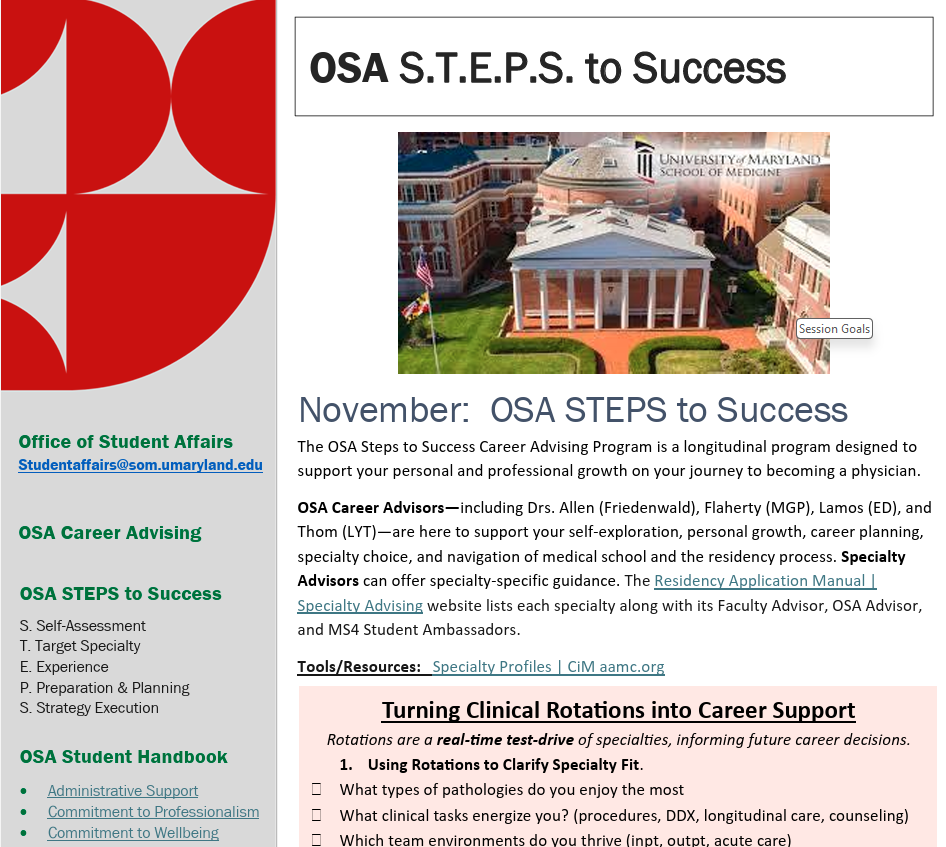 OSA S.T.E.P.S. to Success
UNIVERSITY of MARYLAND
SCHOOL OF MEDICINE
Session Goals
Office of Student Affairs
Studentaffairs@som.umaryland.edu
OSA Career Advising
OSA STEPS to Success
S. Self-Assessment
T. Target Specialty
E. Experience
P. Preparation & Planning
S. Strategy Execution
OSA Student Handbook
• Administrative Support
• Commitment to Professionalism
• Commitment to Wellbeing
November:  OSA STEPS to Success
The OSA Steps to Success Career Advising Program is a longitudinal program designed to
support your personal and professional growth on your journey to becoming a physician.
OSA Career Advisors—including Drs. Allen (Friedenwald), Flaherty (MGP), Lamos (ED), and
Thom (LYT)—are here to support your self-exploration, personal growth, career planning,
specialty choice, and navigation of medical school and the residency process. Specialty
Advisors can offer specialty-specific guidance. The Residency Application Manual |
Specialty Advising website lists each specialty along with its Faculty Advisor, OSA Advisor,
and MS4 Student Ambassadors.
Tools/Resources:  Specialty Profiles | CiM aamc.org
Turning Clinical Rotations into Career Support
Rotations are a real-time test-drive of specialties, informing future career decisions.
1. Using Rotations to Clarify Specialty Fit.
☐ What types of pathologies do you enjoy the most
☐ What clinical tasks energize you? (procedures, DDX, longitudinal care, counseling)
☐ Which team environments do you thrive (inpt, outpt, acute care)